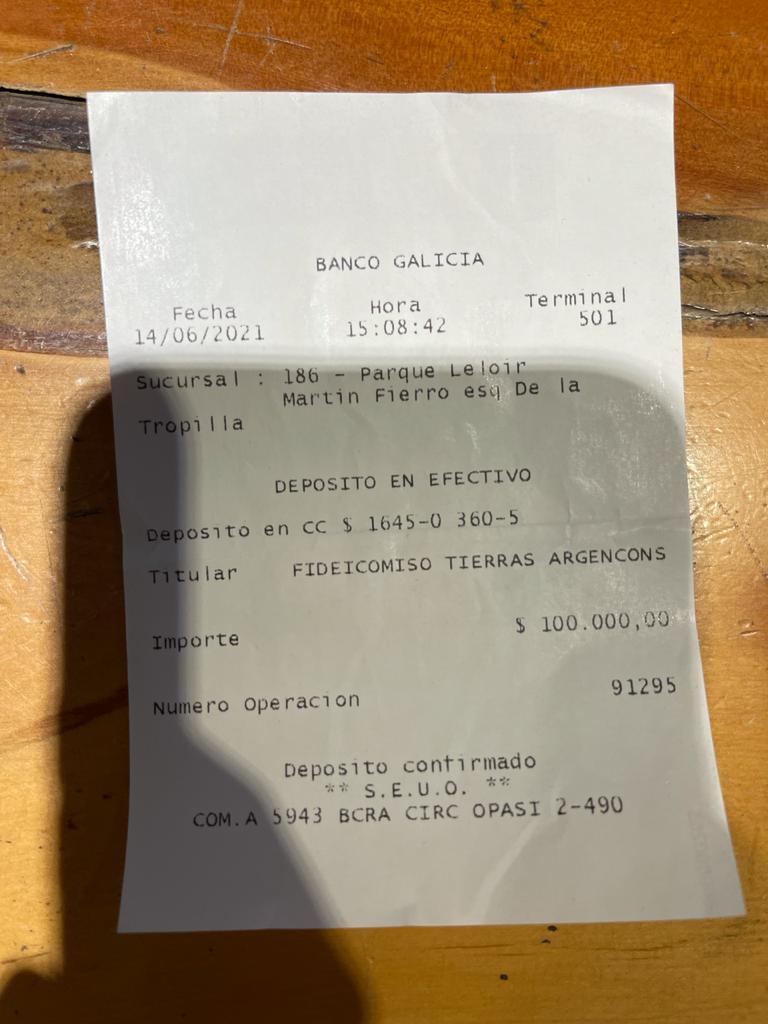 BANCO GALICIA
Fecha Hora Terminal
14/06/2021 15:08:42 501
Sucursal : 186 - Parque Leloir
Martin Fierro esq De la
Tropilla
DEPOSITO EN EFECTIVO
Deposito en CC $ 1645-0 360-5
Titular FIDEICOMISO TIERRAS ARGENCONS
Importe $ 100.000,00
Numero Operacion 91295
Deposito confirmado
** S.E.U.O. **
COM.A 5943 BCRA CIRC OPASI 2-490